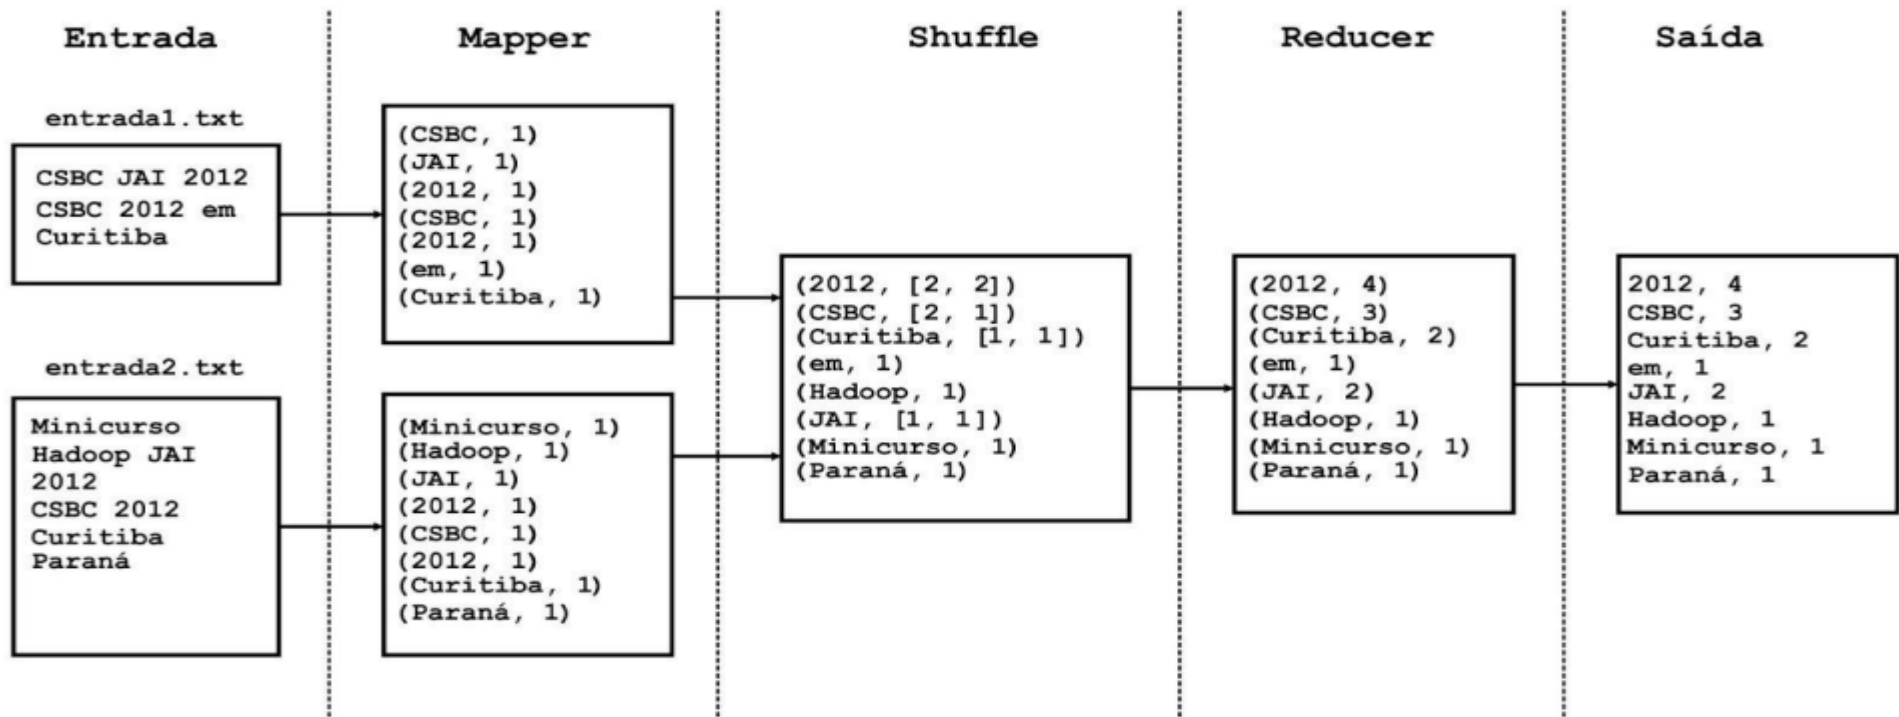 Entrada
Mapper
Shuffle
Reducer
Saída
entrada1.txt
CSBC JAI 2012
CSBC 2012 em
Curitiba
entrada2.txt
Minicurso
Hadoop JAI
2012
CSBC 2012
Curitiba
Paraná
(CSBC, 1)
(JAI, 1)
(2012, 1)
(CSBC, 1)
(2012, 1)
(em, 1)
(Curitiba, 1)
(Minicurso, 1)
(Hadoop, 1)
(JAI, 1)
(2012, 1)
(CSBC, 1)
(2012, 1)
(Curitiba, 1)
(Paraná, 1)
(2012, [2, 2])
(CSBC, [2, 1])
(Curitiba, [1, 1])
(em, 1)
(Hadoop, 1)
(JAI, [1, 1])
(Minicurso, 1)
(Paraná, 1)
(2012, 4)
(CSBC, 3)
(Curitiba, 2)
(em, 1)
(JAI, 2)
(Hadoop, 1)
(Minicurso, 1)
(Paraná, 1)
2012, 4
CSBC, 3
Curitiba, 2
em, 1
JAI, 2
Hadoop, 1
Minicurso, 1
Paraná, 1